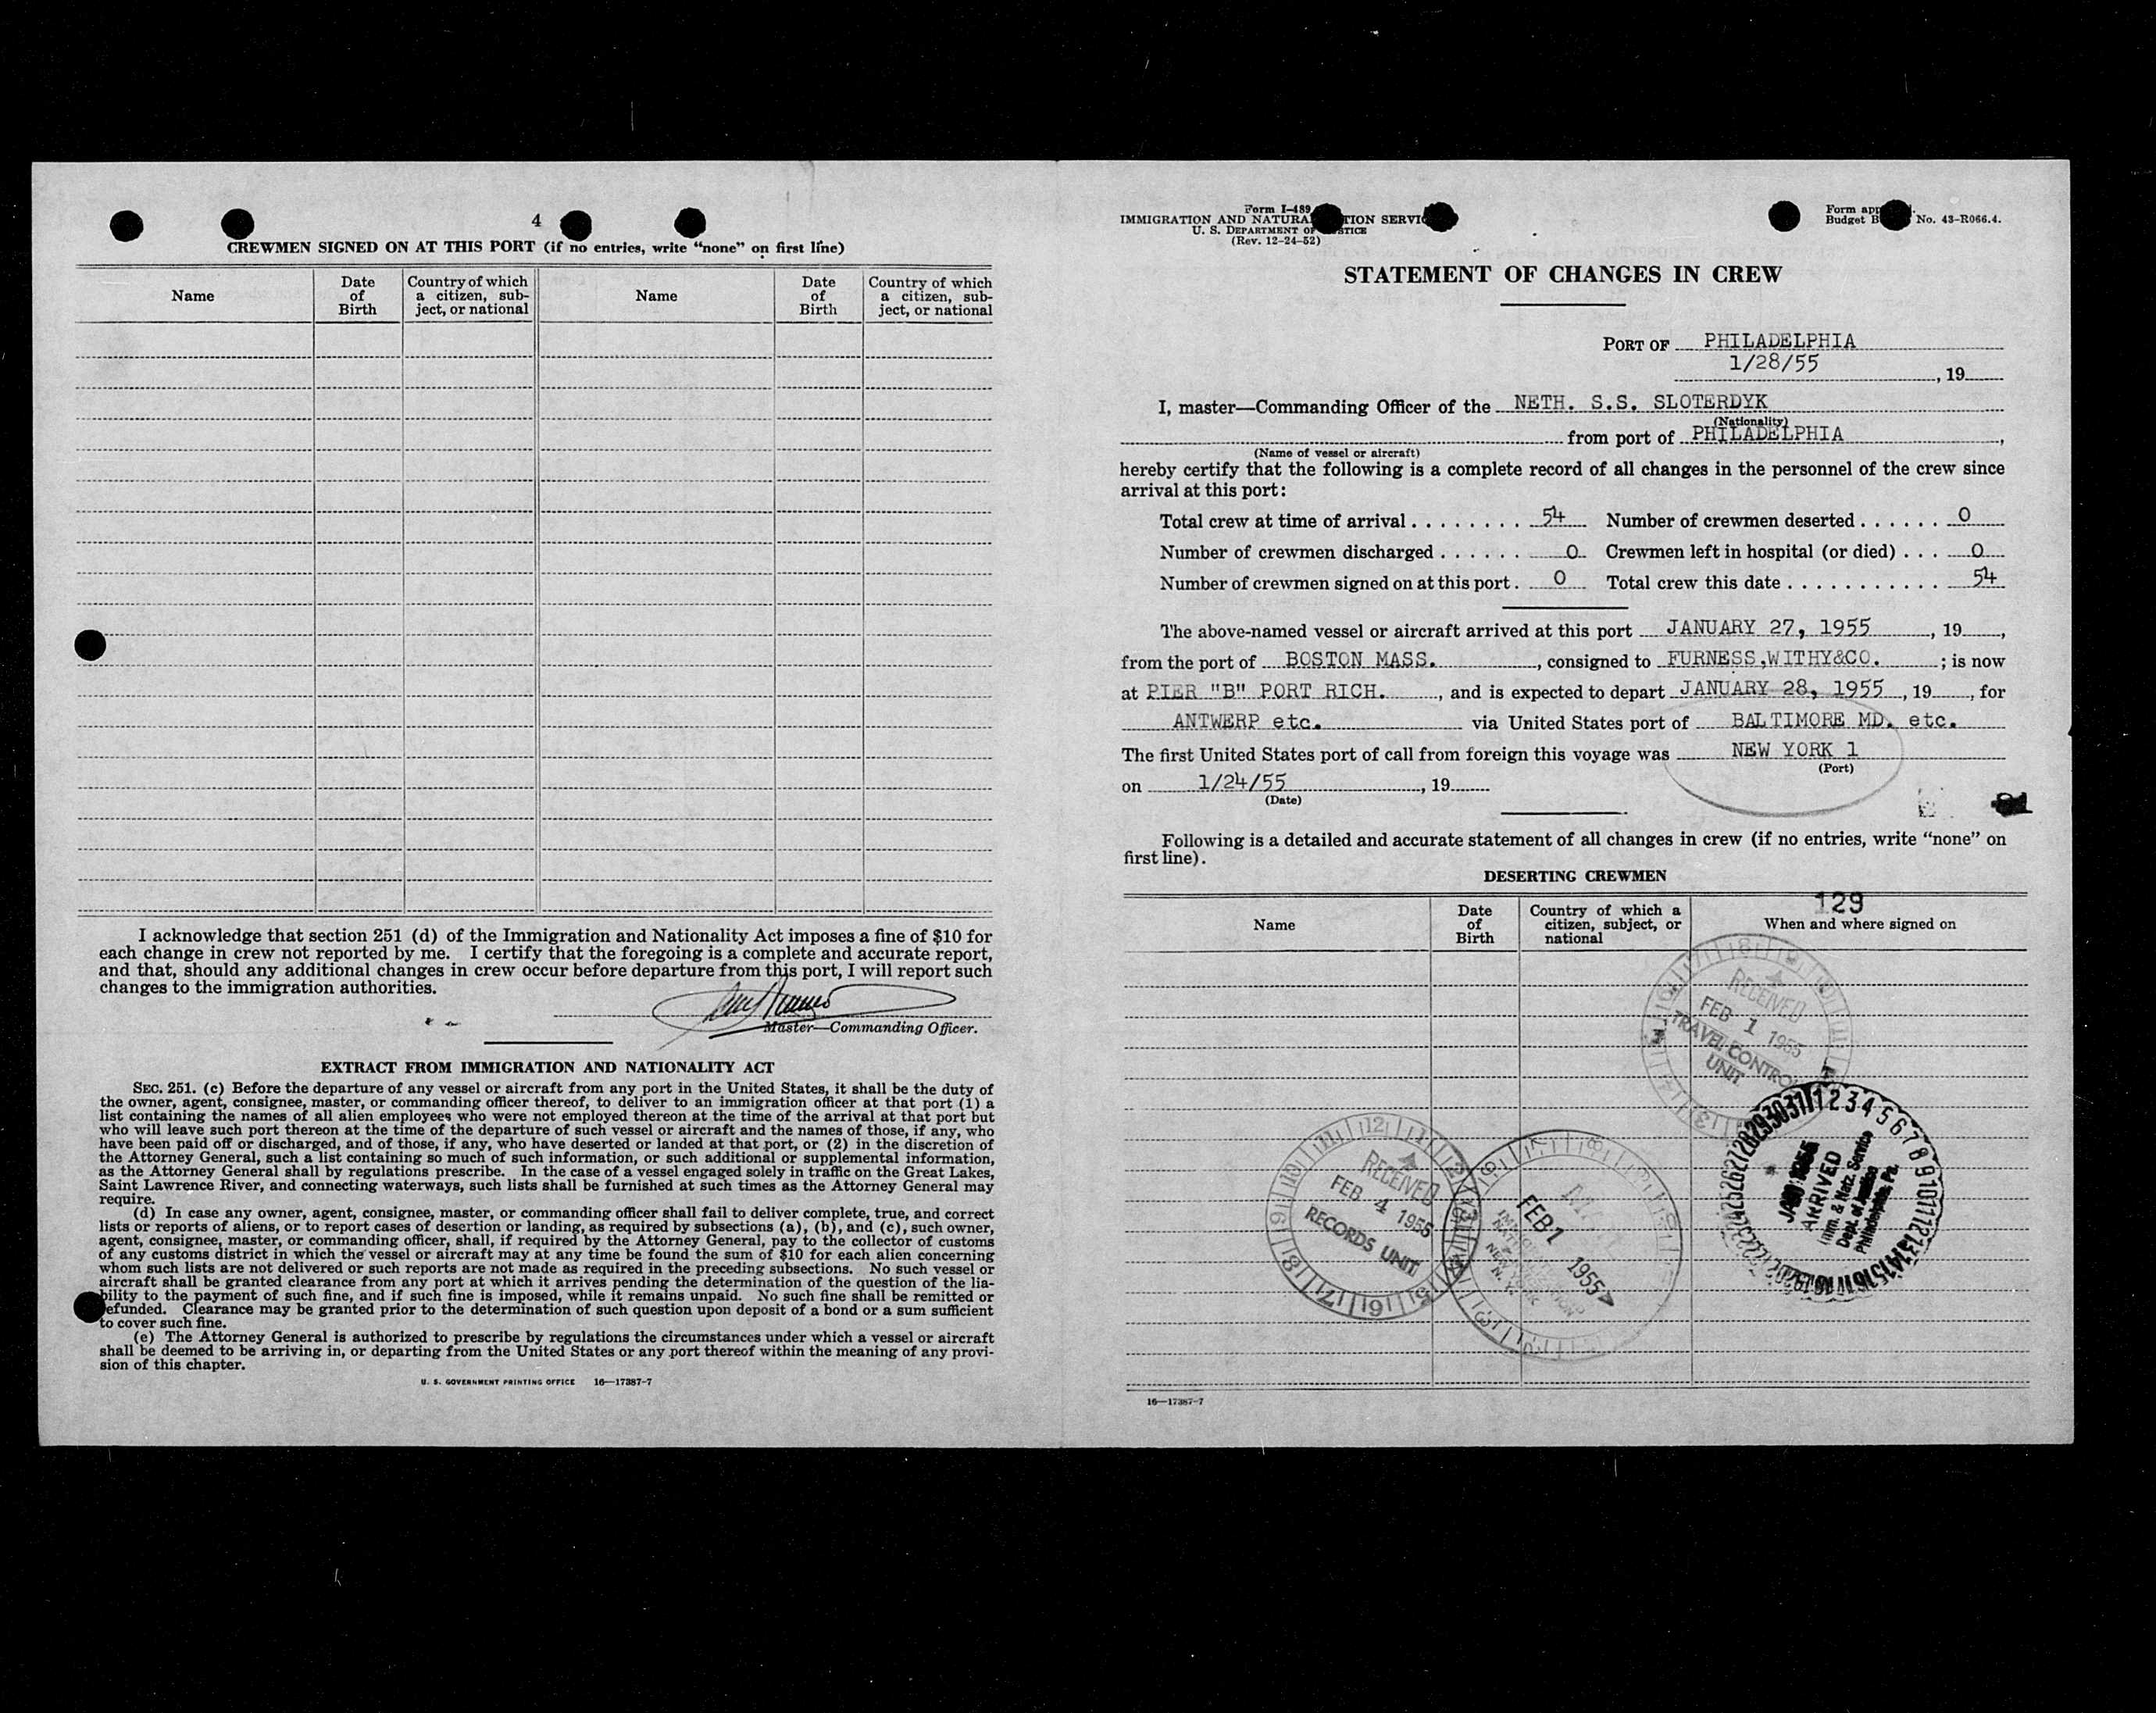 4
CREWMEN SIGNED ON AT THIS PORT (if no entries, write “none” on first line)
Name
Date of Birth
Country of which a citizen, sub-ject, or national
Name
Date of Birth
Country of which a citizen, sub-ject, or national
I acknowledge that section 251 (d) of the Immigration and Nationality Act imposes a fine of $10 for
each change in crew not reported by me. I certify that the foregoing is a complete and accurate report,
and that, should any additional changes in crew occur before departure from this port, I will report such
changes to the immigration authorities.
Master—Commanding Officer.
EXTRACT FROM IMMIGRATION AND NATIONALITY ACT
SEC. 251. (c) Before the departure of any vessel or aircraft from any port in the United States, it shall be the duty of
the owner, agent, consignee, master, or commanding officer thereof, to deliver to an immigration officer at that port (1) a
list containing the names of all alien employees who were not employed thereon at the time of the arrival at that port but
who will leave such port thereon at the time of the departure of such vessel or aircraft and the names of those, if any, who
have been paid off or discharged, and of those, if any, who have deserted or landed at that port, or (2) in the discretion of
the Attorney General, such a list containing so much of such information, or such additional or supplemental information,
as the Attorney General shall by regulations prescribe. In the case of a vessel engaged solely in traffic on the Great Lakes,
Saint Lawrence River, and connecting waterways, such lists shall be furnished at such times as the Attorney General may
require.
(d) In case any owner, agent, consignee, master, or commanding officer shall fail to deliver complete, true, and correct
lists or reports of aliens, or to report cases of desertion or landing, as required by subsections (a), (b), and (c), such owner,
agent, consignee, master, or commanding officer, shall, if required by the Attorney General, pay to the collector of customs
of any customs district in which the vessel or aircraft may at any time be found the sum of $10 for each alien concerning
whom such lists are not delivered or such reports are not made as required in the preceding subsections. No such vessel or
aircraft shall be granted clearance from any port at which it arrives pending the determination of the question of the lia-
bility to the payment of such fine, and if such fine is imposed, while it remains unpaid. No such fine shall be remitted or
refunded. Clearance may be granted prior to the determination of such question upon deposit of a bond or a sum sufficient
to cover such fine.
(e) The Attorney General is authorized to prescribe by regulations the circumstances under which a vessel or aircraft
shall be deemed to be arriving in, or departing from the United States or any port thereof within the meaning of any provi-
sion of this chapter.
U. S. GOVERNMENT PRINTING OFFICE 16—17387-7
Form I-489
IMMIGRATION AND NATURA TION SERVI
U. S. DEPARTMENT OF STICE
(Rev. 12-24-52)
Form app
Budget B No. 43-R066.4.
STATEMENT OF CHANGES IN CREW
PORT OF PHILADELPHIA
1/28/55 , 19
I, master—Commanding Officer of the NETH. S.S. SLOTERDYK
(Nationality)
from port of PHILADELPHIA ,
(Name of vessel or aircraft)
hereby certify that the following is a complete record of all changes in the personnel of the crew since
arrival at this port:
Total crew at time of arrival . . . . . . . . 54 Number of crewmen deserted . . . . . . 0
Number of crewmen discharged . . . . . . 0 Crewmen left in hospital (or died) . . . 0
Number of crewmen signed on at this port . 0 Total crew this date . . . . . . . . . . . . 54
The above-named vessel or aircraft arrived at this port JANUARY 27, 1955 , 19 ,
from the port of BOSTON MASS. , consigned to FURNESS,WITHY&CO. ; is now
at PIER "B" PORT RICH. , and is expected to depart JANUARY 28, 1955 , 19 , for
ANTWERP etc. via United States port of BALTIMORE MD. etc.
The first United States port of call from foreign this voyage was NEW YORK 1
(Port)
on 1/24/55 , 19
(Date)
Following is a detailed and accurate statement of all changes in crew (if no entries, write “none” on
first line).
DESERTING CREWMEN
129
Name
Date of Birth
Country of which a citizen, subject, or national
When and where signed on
RECEIVED
FEB 1 1955
TRAVEL CONTROL
UNIT
RECEIVED
FEB 4 1955
RECORDS UNIT
FEB 1 1955
ARRIVED
Imm. & Natz. Service
Dept. of Justice
Philadelphia, Pa.
16—17387-7